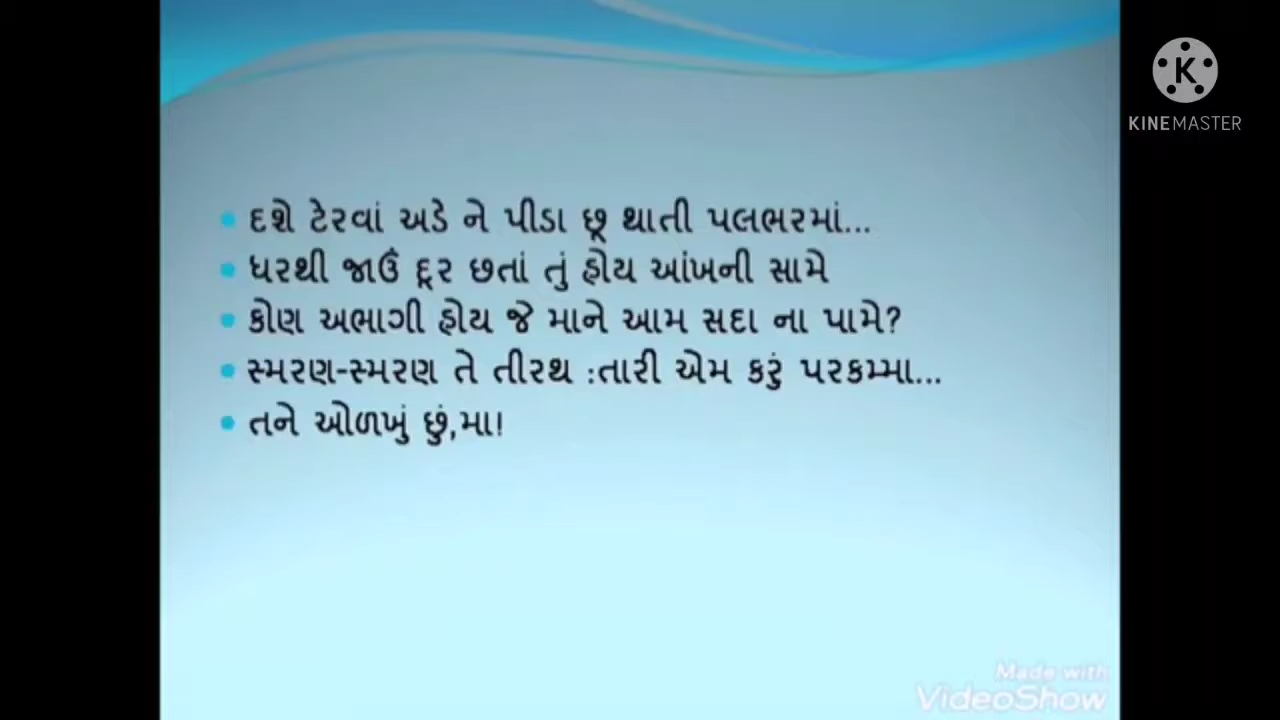 દશે ટેરવાં અડે ને પીડા છૂ થાતી પલભરમાં...
ઘરથી જાઉં દૂર છતાં તું હોય આંખની સામે
કોણ અભાગી હોય જે માને આમ સદા ના પામે?
સ્મરણ-સ્મરણ તે તીરથ :તારી એમ કરું પરકમ્મા...
તને ઓળખું છું,મા!
KINEMASTER
Made with
VideoShow